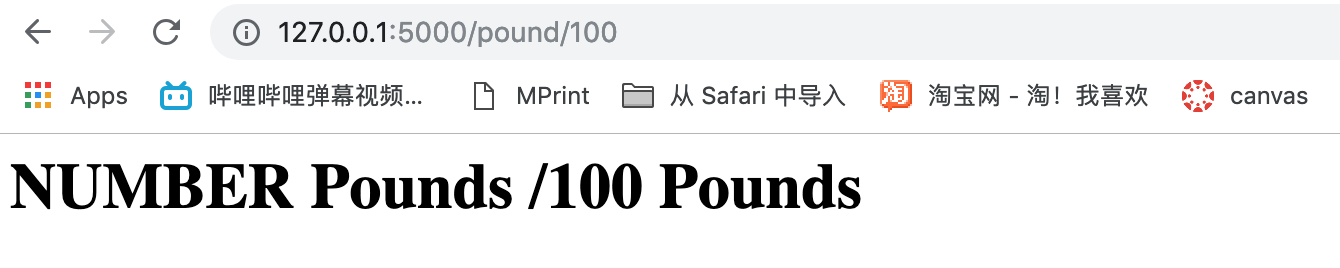 127.0.0.1:5000/pound/100
Apps 哔哩哔哩弹幕视频... MPrint 从 Safari 中导入 淘 淘宝网 - 淘！我喜欢 canvas
NUMBER Pounds /100 Pounds